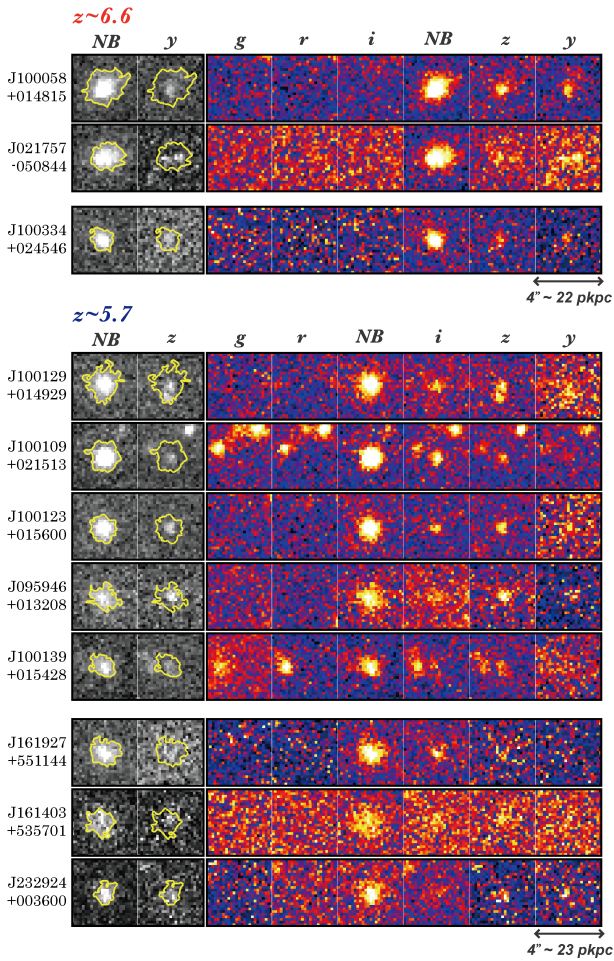 z~6.6
NB y g r i NB z y
J100058
+014815
J021757
-050844
J100334
+024546
4” ~ 22 pkpc
z~5.7
NB z g r NB i z y
J100129
+014929
J100109
+021513
J100123
+015600
J095946
+013208
J100139
+015428
J161927
+551144
J161403
+535701
J232924
+003600
4” ~ 23 pkpc